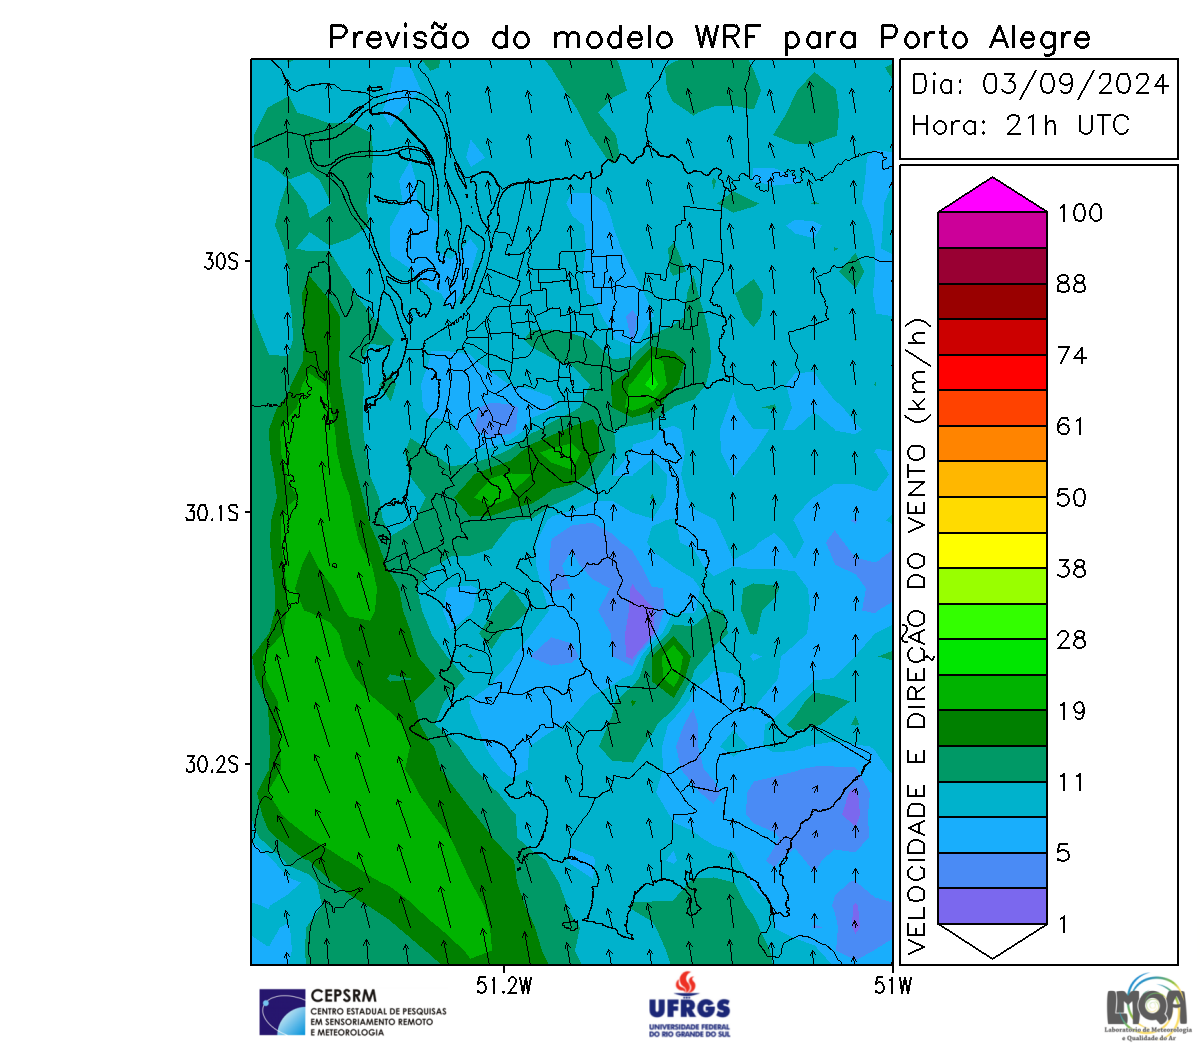 Previsão do modelo WRF para Porto Alegre
Dia: 03/09/2024
Hora: 21h UTC
30S
30.1S
30.2S
51.2W
51W
VELOCIDADE E DIREÇÃO DO VENTO (km/h)
100
88
74
61
50
38
28
19
11
5
1
CEPSRM
CENTRO ESTADUAL DE PESQUISAS
EM SENSORIAMENTO REMOTO
E METEOROLOGIA
UFRGS
UNIVERSIDADE FEDERAL
DO RIO GRANDE DO SUL
LMQA
Laboratório de Meteorologia
e Qualidade do Ar